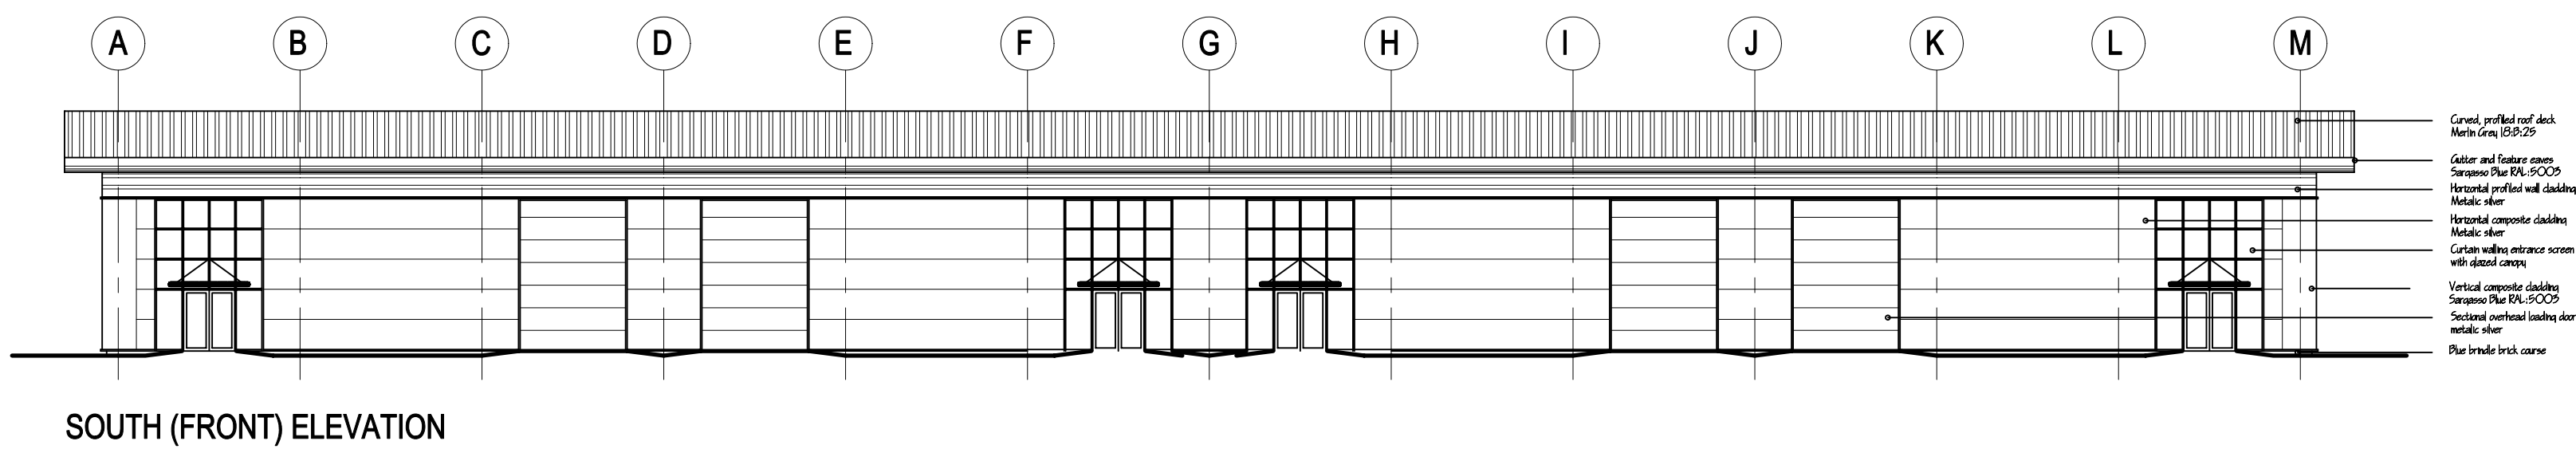 A B C D E F G H I J K L M
Curved, profiled roof deck
Merlin Grey 18:B:25
Gutter and feature eaves
Sargasso Blue RAL:5003
Horizontal profiled wall cladding
Metalic silver
Horizontal composite cladding
Metalic silver
Curtain walling entrance screen
with glazed canopy
Vertical composite cladding
Sargasso Blue RAL:5003
Sectional overhead loading door
metalic silver
Blue brindle brick course
SOUTH (FRONT) ELEVATION